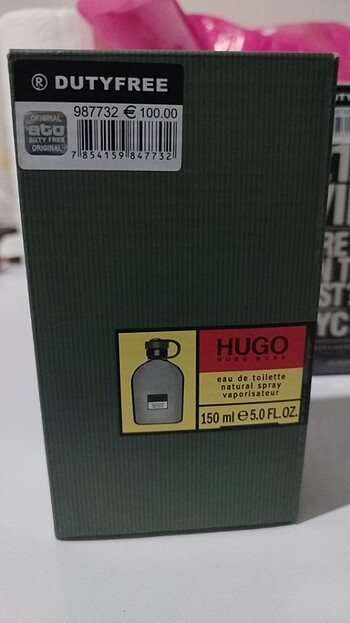 ® DUTYFREE
987732 € 100.00
ORIGINAL
atu
DUTY FREE
ORIGINAL
7 854159 847732
HUGO
HUGO BOSS
eau de toilette
natural spray
vaporisateur
150 ml e 5.0 FL.OZ.